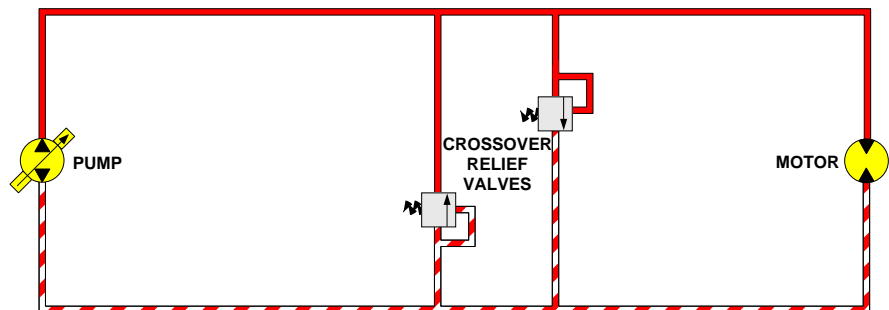 CROSSOVER
RELIEF
VALVES
PUMP
MOTOR